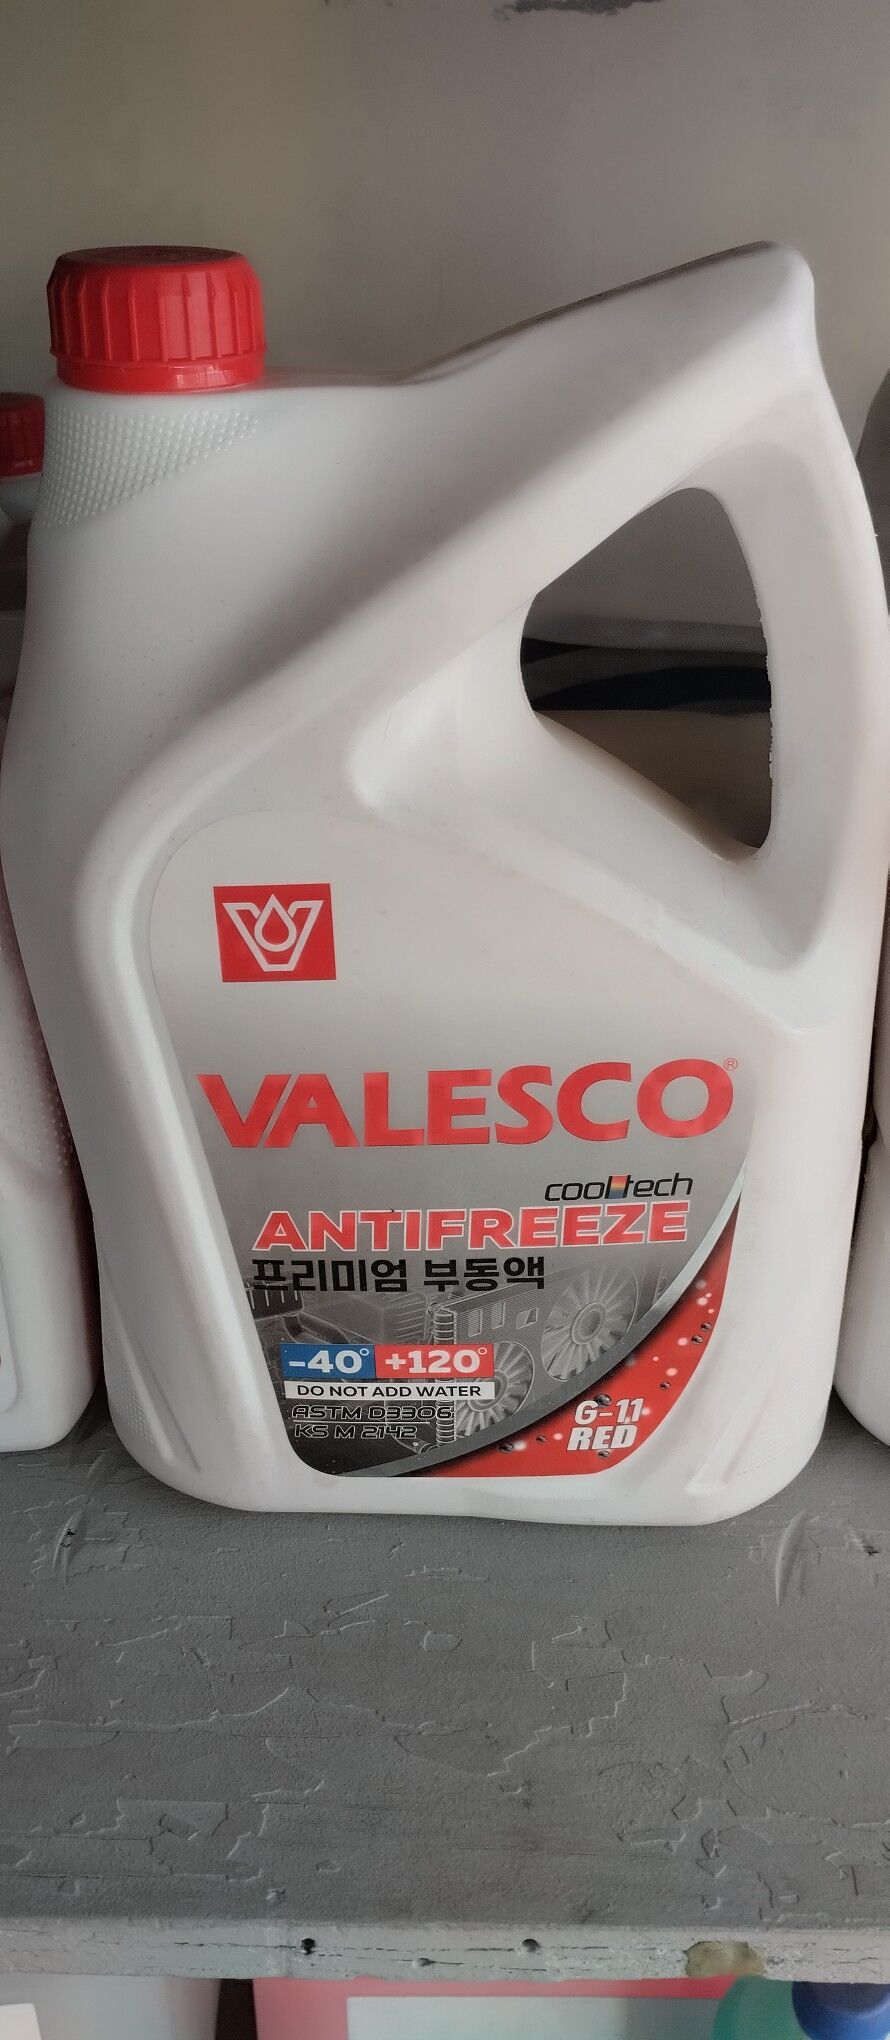 VALESCO®
cooltech
ANTIFREEZE
프리미엄 부동액
-40° +120°
DO NOT ADD WATER
ASTM D3306
KS M 2142
G-11
RED